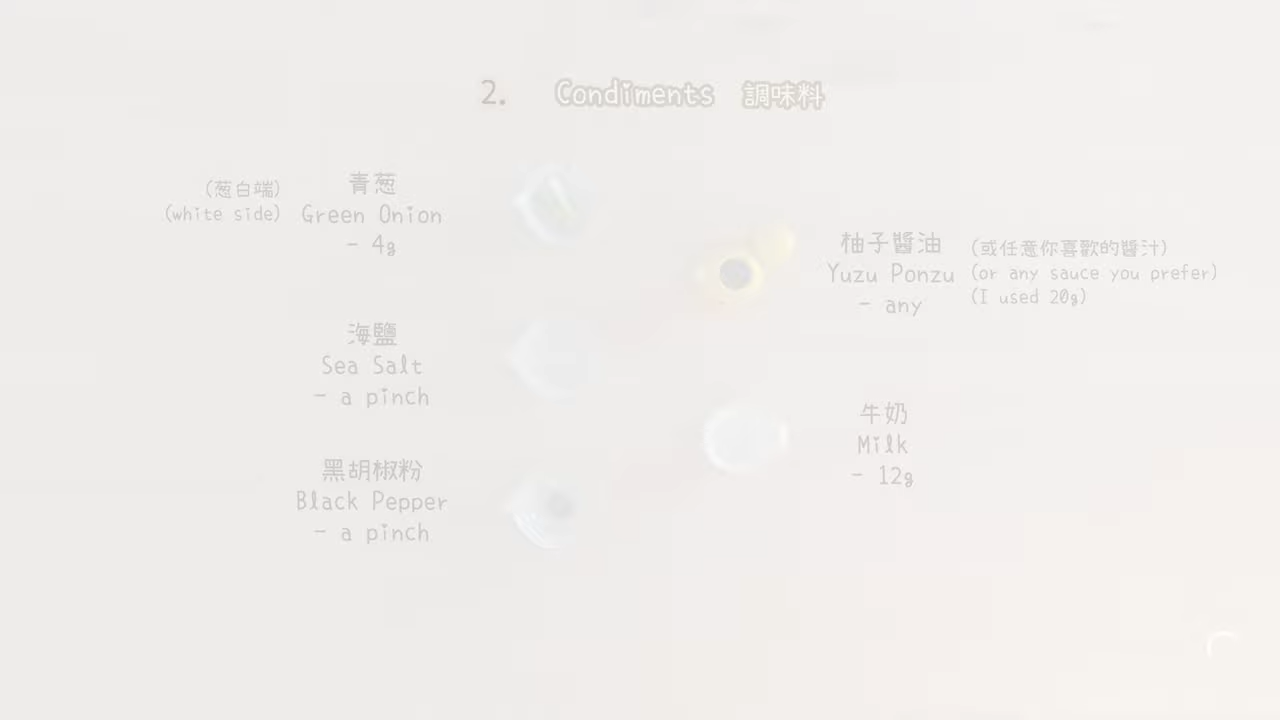 2. Condiments 調味料
(葱白端)
(white side)
青葱
Green Onion
- 4g
柚子醬油
Yuzu Ponzu
- any
(或任意你喜歡的醬汁)
(or any sauce you prefer)
(I used 20g)
海鹽
Sea Salt
- a pinch
牛奶
Milk
- 12g
黑胡椒粉
Black Pepper
- a pinch